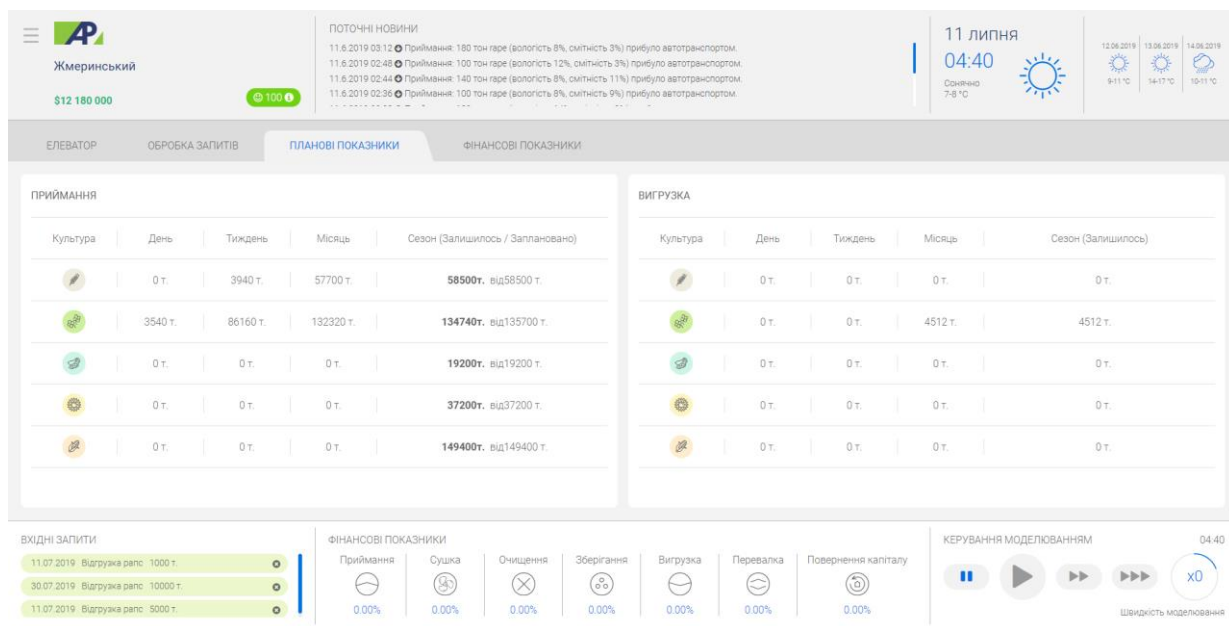 AP
Жмеринський
$12 180 000
100
ПОТОЧНІ НОВИНИ
11.6.2019 03:12 Приймання: 180 тон гаре (вологість 8%, смітність 3%) прибуло автотранспортом.
11.6.2019 02:48 Приймання: 100 тон гаре (вологість 12%, смітність 3%) прибуло автотранспортом.
11.6.2019 02:44 Приймання: 140 тон гаре (вологість 8%, смітність 11%) прибуло автотранспортом.
11.6.2019 02:36 Приймання: 100 тон гаре (вологість 8%, смітність 9%) прибуло автотранспортом.
11 липня
04:40
Сонячно
7-8 °C
12.06.2019 13.06.2019 14.06.2019
9-11 °C 14-17 °C 10-11 °C
ЕЛЕВАТОР ОБРОБКА ЗАПИТІВ ПЛАНОВІ ПОКАЗНИКИ ФІНАНСОВІ ПОКАЗНИКИ
ПРИЙМАННЯ
Культура День Тиждень Місяць Сезон (Залишилось / Заплановано)
0 т. 3940 т. 57700 т. 58500т. від58500 т.
3540 т. 86160 т. 132320 т. 134740т. від135700 т.
0 т. 0 т. 0 т. 19200т. від19200 т.
0 т. 0 т. 0 т. 37200т. від37200 т.
0 т. 0 т. 0 т. 149400т. від149400 т.
ВИГРУЗКА
Культура День Тиждень Місяць Сезон (Залишилось)
0 т. 0 т. 0 т. 0 т.
0 т. 0 т. 4512 т. 4512 т.
0 т. 0 т. 0 т. 0 т.
0 т. 0 т. 0 т. 0 т.
0 т. 0 т. 0 т. 0 т.
ВХІДНІ ЗАПИТИ
11.07.2019 Відгрузка рапс 1000 т.
30.07.2019 Відгрузка рапс 10000 т.
11.07.2019 Відгрузка рапс 5000 т.
ФІНАНСОВІ ПОКАЗНИКИ
Приймання Сушка Очищення Зберігання Вигрузка Перевалка Повернення капіталу
0.00% 0.00% 0.00% 0.00% 0.00% 0.00% 0.00%
КЕРУВАННЯ МОДЕЛЮВАННЯМ 04:40
x0
Швидкість моделювання